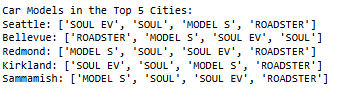 Car Models in the Top 5 Cities:
Seattle: ['SOUL EV', 'SOUL', 'MODEL S', 'ROADSTER']
Bellevue: ['ROADSTER', 'MODEL S', 'SOUL EV', 'SOUL']
Redmond: ['MODEL S', 'SOUL EV', 'SOUL', 'ROADSTER']
Kirkland: ['SOUL EV', 'SOUL', 'MODEL S', 'ROADSTER']
Sammamish: ['MODEL S', 'SOUL', 'SOUL EV', 'ROADSTER']